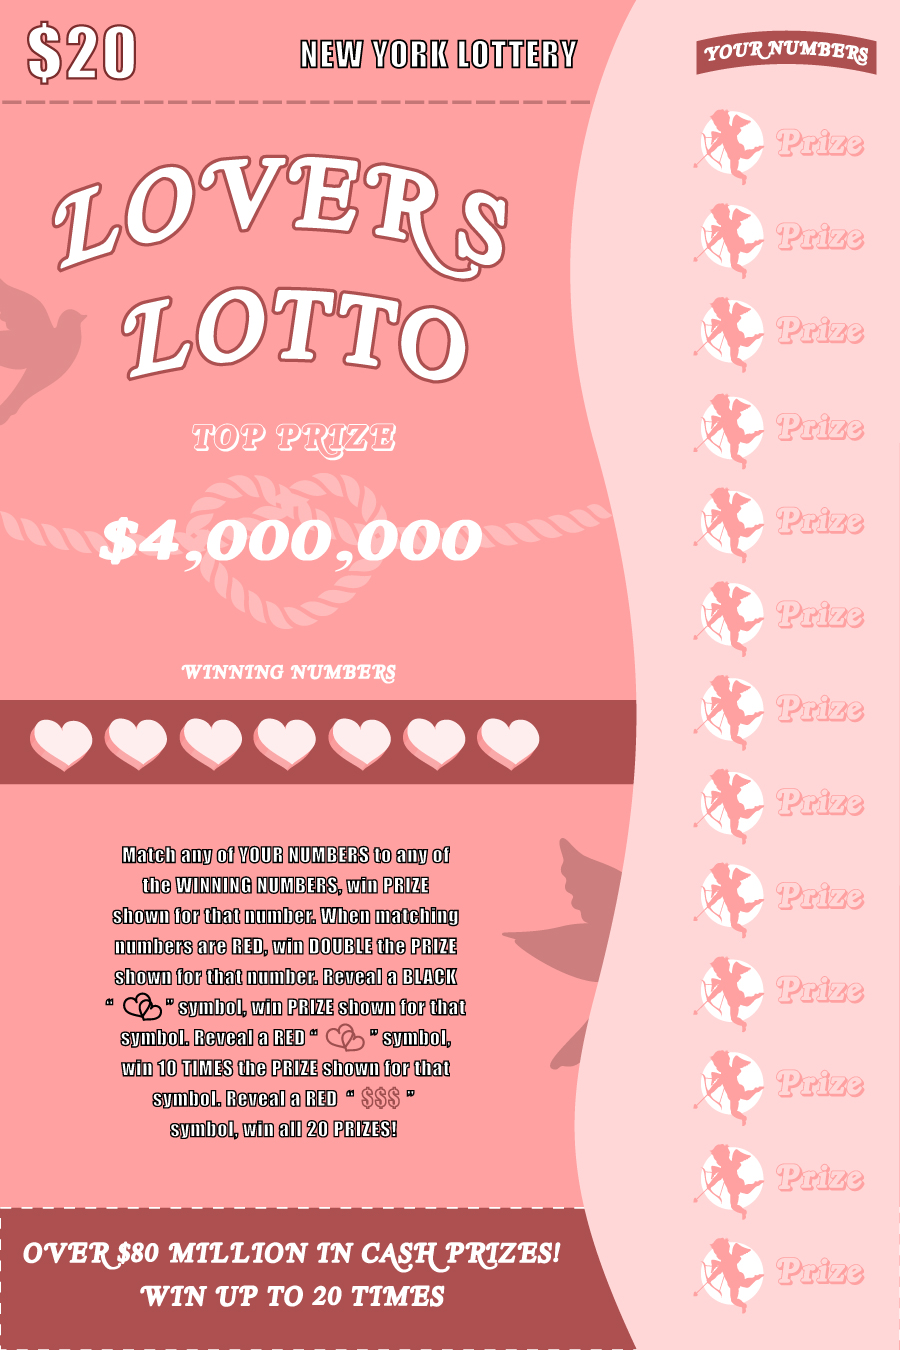 $20
NEW YORK LOTTERY
LOVERS
LOTTO
TOP PRIZE
$4,000,000
WINNING NUMBERS
Match any of YOUR NUMBERS to any of
the WINNING NUMBERS, win PRIZE
shown for that number. When matching
numbers are RED, win DOUBLE the PRIZE
shown for that number. Reveal a BLACK
“ ” symbol, win PRIZE shown for that
symbol. Reveal a RED “ ” symbol,
win 10 TIMES the PRIZE shown for that
symbol. Reveal a RED “ $$$ ”
symbol, win all 20 PRIZES!
OVER $80 MILLION IN CASH PRIZES!
WIN UP TO 20 TIMES
YOUR NUMBERS
Prize
Prize
Prize
Prize
Prize
Prize
Prize
Prize
Prize
Prize
Prize
Prize
Prize